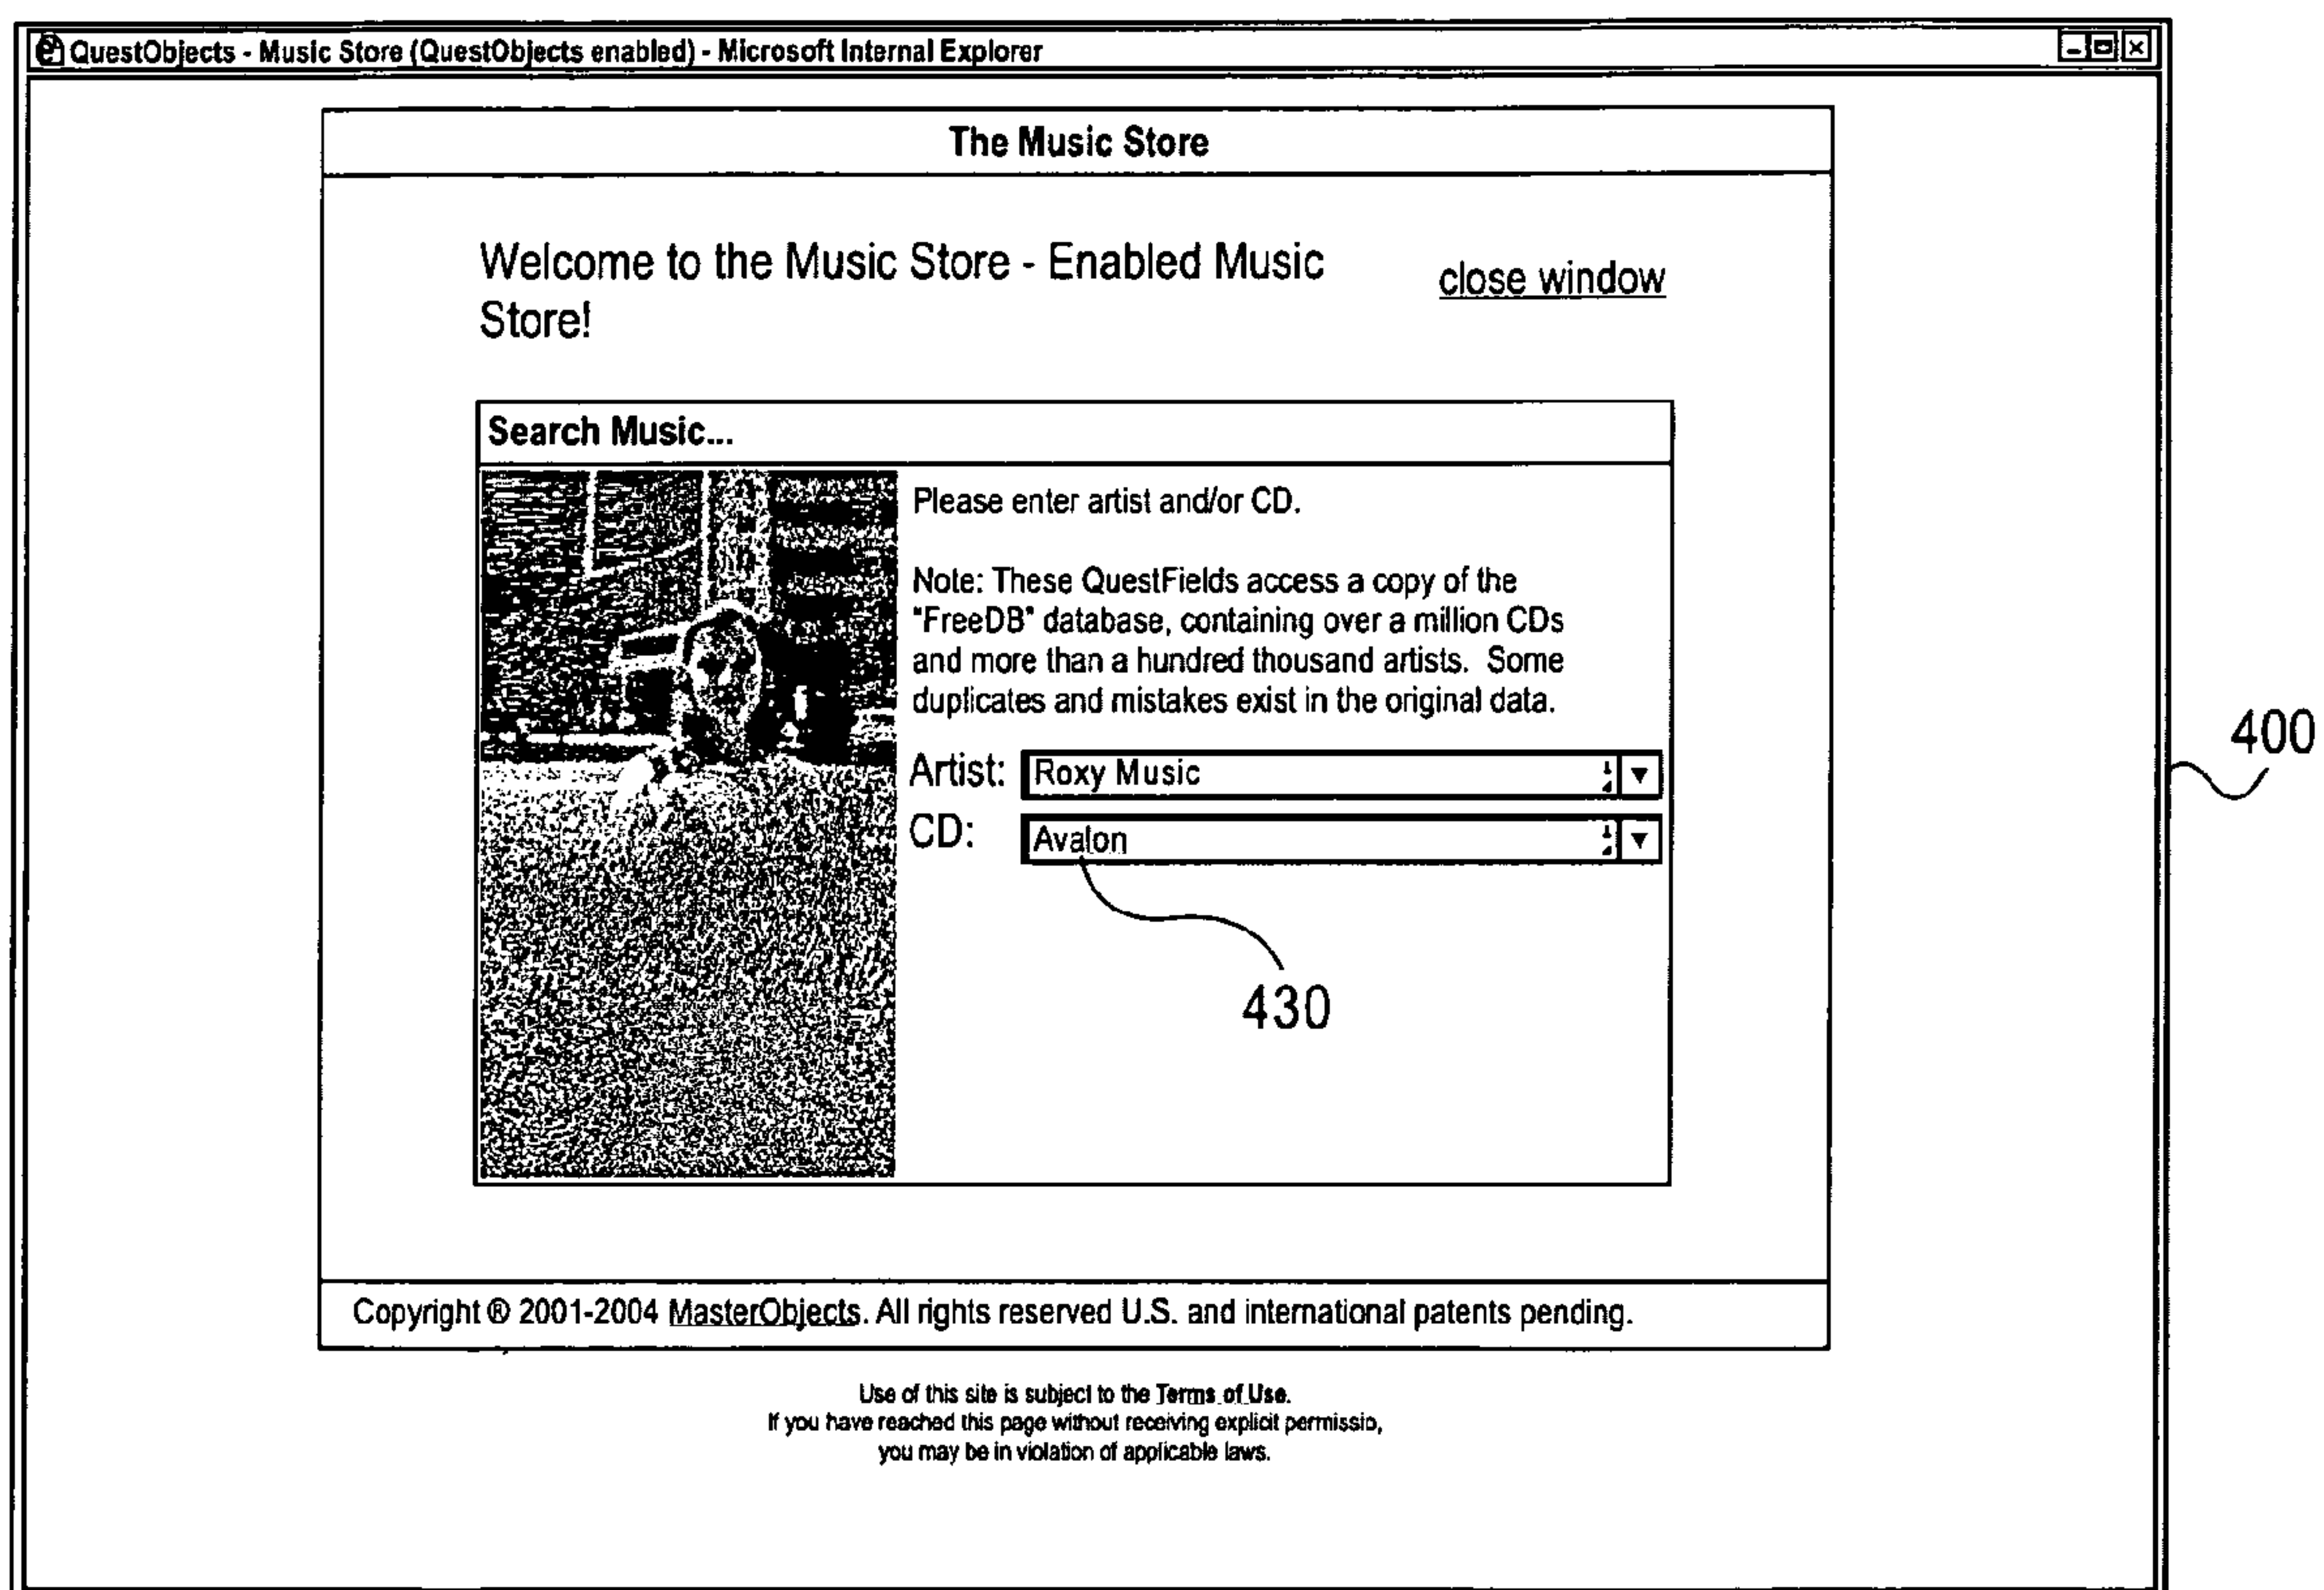 QuestObjects - Music Store (QuestObjects enabled) - Microsoft Internal Explorer
The Music Store
Welcome to the Music Store - Enabled Music
Store!
close window
Search Music...
Please enter artist and/or CD.
Note: These QuestFields access a copy of the
"FreeDB" database, containing over a million CDs
and more than a hundred thousand artists. Some
duplicates and mistakes exist in the original data.
Artist: Roxy Music
CD: Avalon
430
400
Copyright ® 2001-2004 MasterObjects. All rights reserved U.S. and international patents pending.
Use of this site is subject to the Terms of Use.
If you have reached this page without receiving explicit permissio,
you may be in violation of applicable laws.